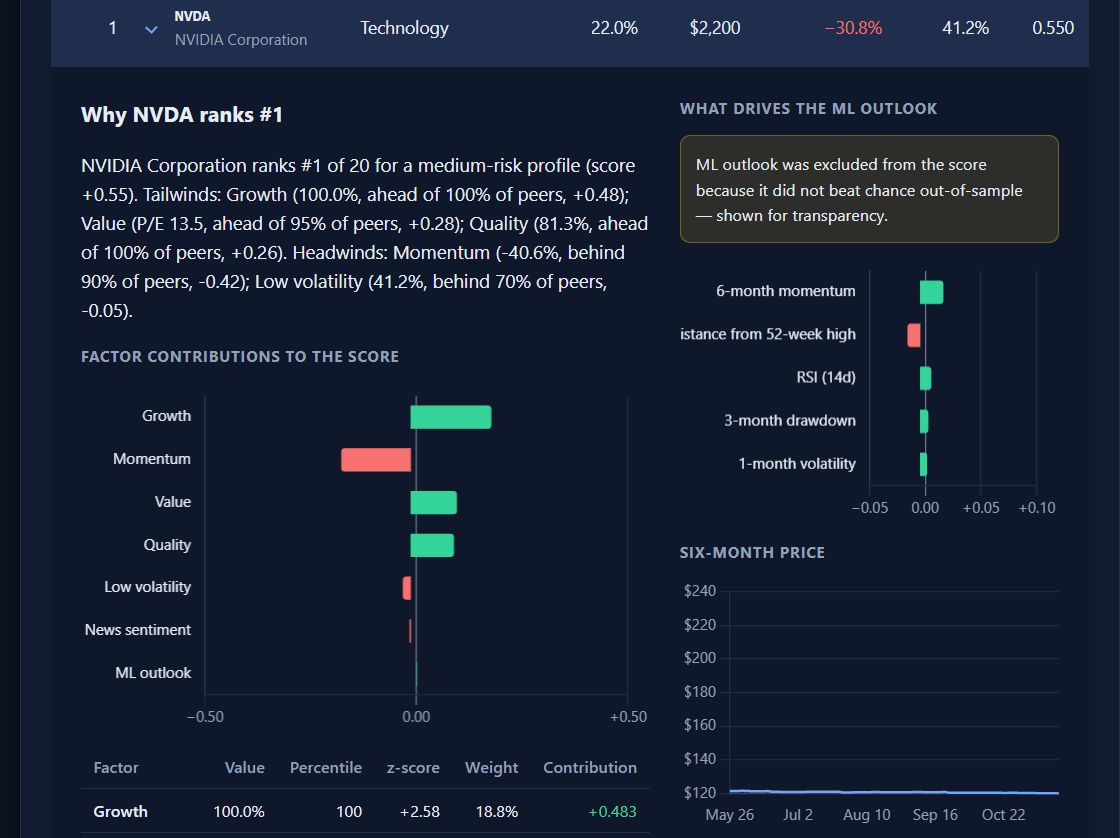 1 NVDA Technology 22.0% $2,200 −30.8% 41.2% 0.550
NVIDIA Corporation
Why NVDA ranks #1
NVIDIA Corporation ranks #1 of 20 for a medium-risk profile (score
+0.55). Tailwinds: Growth (100.0%, ahead of 100% of peers, +0.48);
Value (P/E 13.5, ahead of 95% of peers, +0.28); Quality (81.3%, ahead
of 100% of peers, +0.26). Headwinds: Momentum (-40.6%, behind
90% of peers, -0.42); Low volatility (41.2%, behind 70% of peers,
-0.05).
FACTOR CONTRIBUTIONS TO THE SCORE
Growth
Momentum
Value
Quality
Low volatility
News sentiment
ML outlook
−0.50 0.00 +0.50
Factor Value Percentile z-score Weight Contribution
Growth 100.0% 100 +2.58 18.8% +0.483
WHAT DRIVES THE ML OUTLOOK
ML outlook was excluded from the score
because it did not beat chance out-of-sample
— shown for transparency.
6-month momentum
istance from 52-week high
RSI (14d)
3-month drawdown
1-month volatility
−0.05 0.00 +0.05 +0.10
SIX-MONTH PRICE
$240
$220
$200
$180
$160
$140
$120
May 26 Jul 2 Aug 10 Sep 16 Oct 22